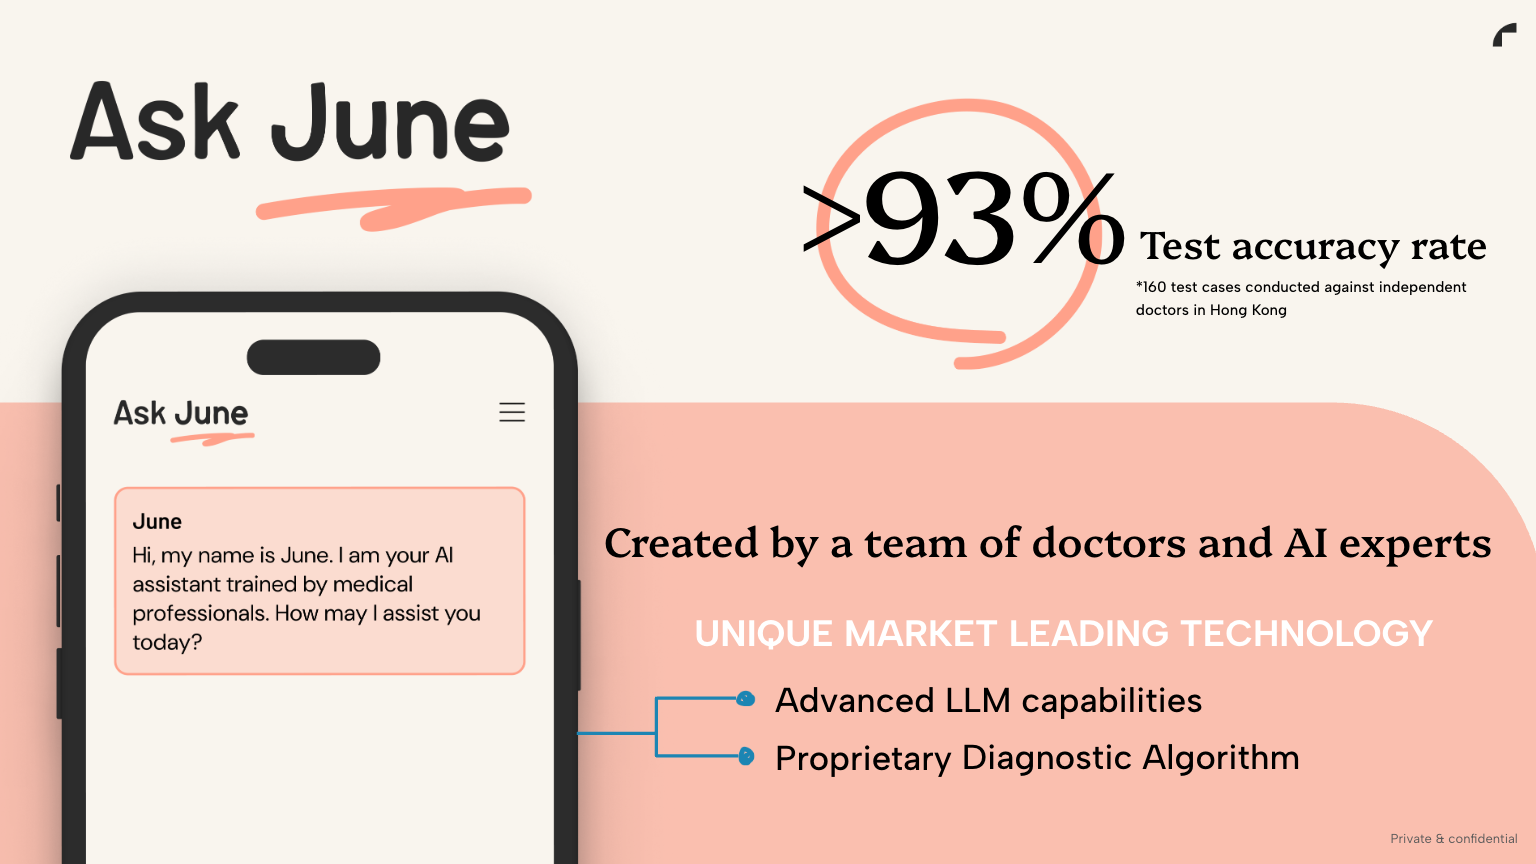 Ask June
>93% Test accuracy rate
*160 test cases conducted against independent
doctors in Hong Kong
Ask June
June
Hi, my name is June. I am your AI
assistant trained by medical
professionals. How may I assist you
today?
Created by a team of doctors and AI experts
UNIQUE MARKET LEADING TECHNOLOGY
Advanced LLM capabilities
Proprietary Diagnostic Algorithm
Private & confidential